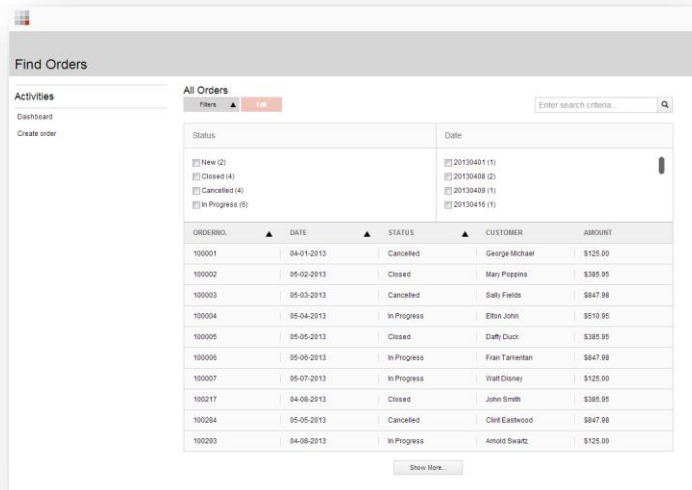 Find Orders
Activities
Dashboard
Create order
All Orders
Filters Edit Enter search criteria...
Status Date
New (2) 20130401 (1)
Closed (4) 20130408 (2)
Cancelled (4) 20130409 (1)
In Progress (6) 20130416 (1)
ORDERNO. DATE STATUS CUSTOMER AMOUNT
100001 04-01-2013 Cancelled George Michael $125.00
100002 05-02-2013 Closed Mary Poppins $385.95
100003 05-03-2013 Cancelled Sally Fields $847.98
100004 05-04-2013 In Progress Elton John $510.95
100005 05-05-2013 Closed Daffy Duck $385.95
100006 05-06-2013 In Progress Fran Tarkentan $847.98
100007 05-07-2013 In Progress Walt Disney $125.00
100217 04-08-2013 Closed John Smith $385.95
100284 05-05-2013 Cancelled Clint Eastwood $847.98
100293 04-08-2013 In Progress Arnold Swartz $125.00
Show More...